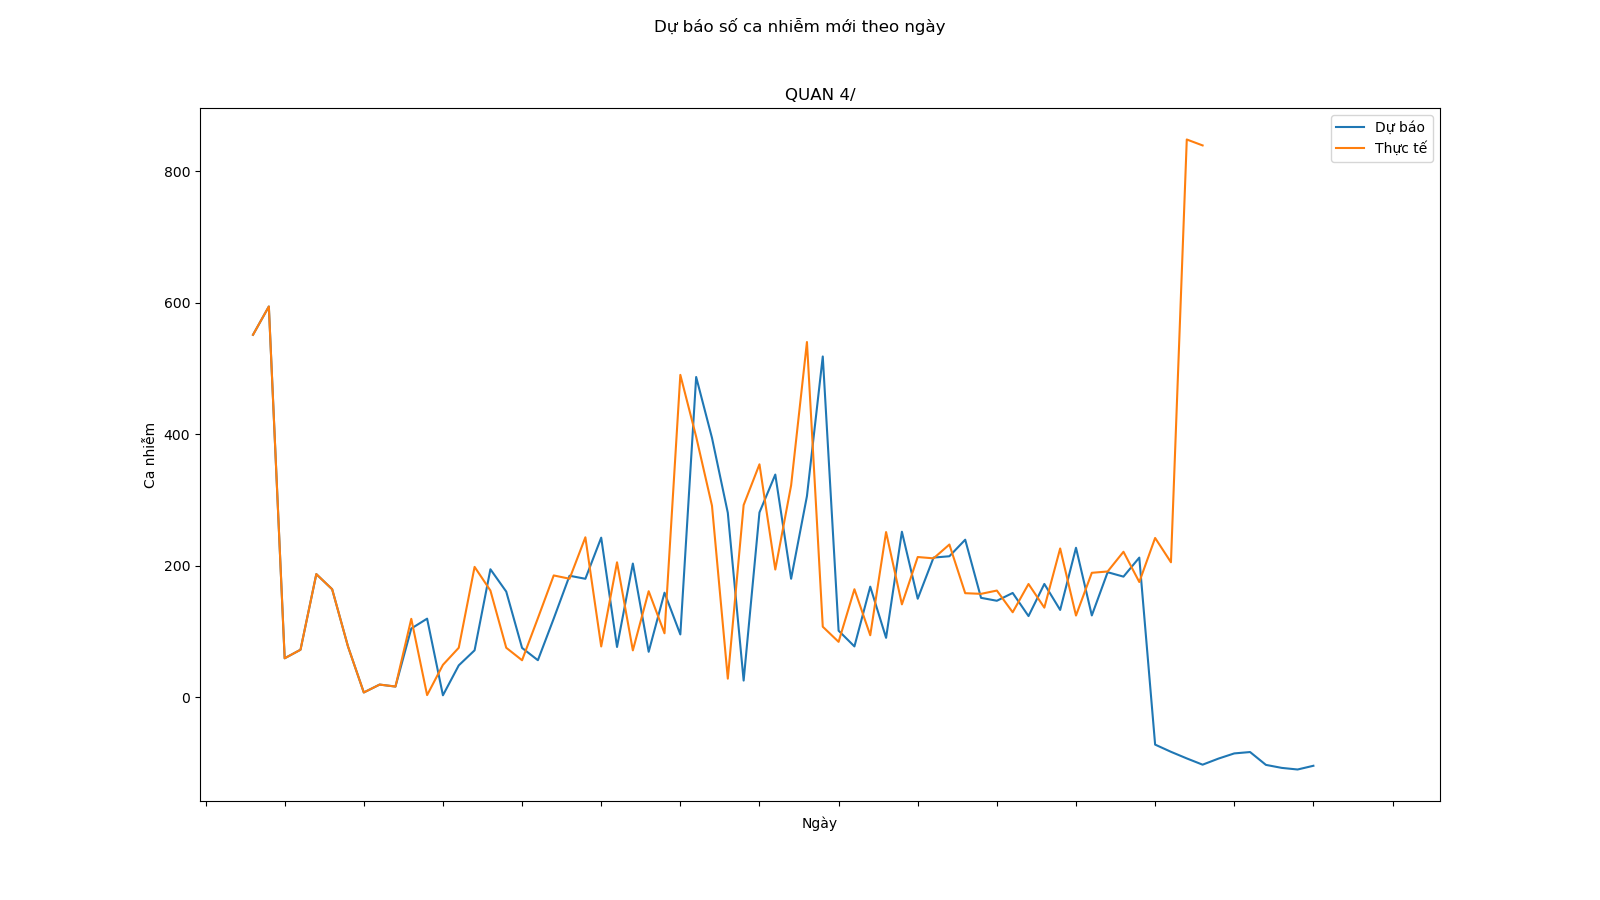 Dự báo số ca nhiễm mới theo ngày
QUAN 4/
Dự báo
Thực tế
800
600
400
200
0
Ca nhiễm
Ngày